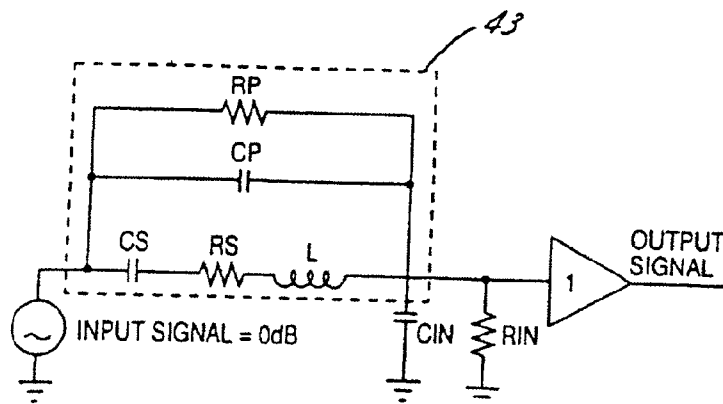 43
RP
CP
CS RS L
OUTPUT
SIGNAL
1
INPUT SIGNAL = 0dB
CIN
RIN